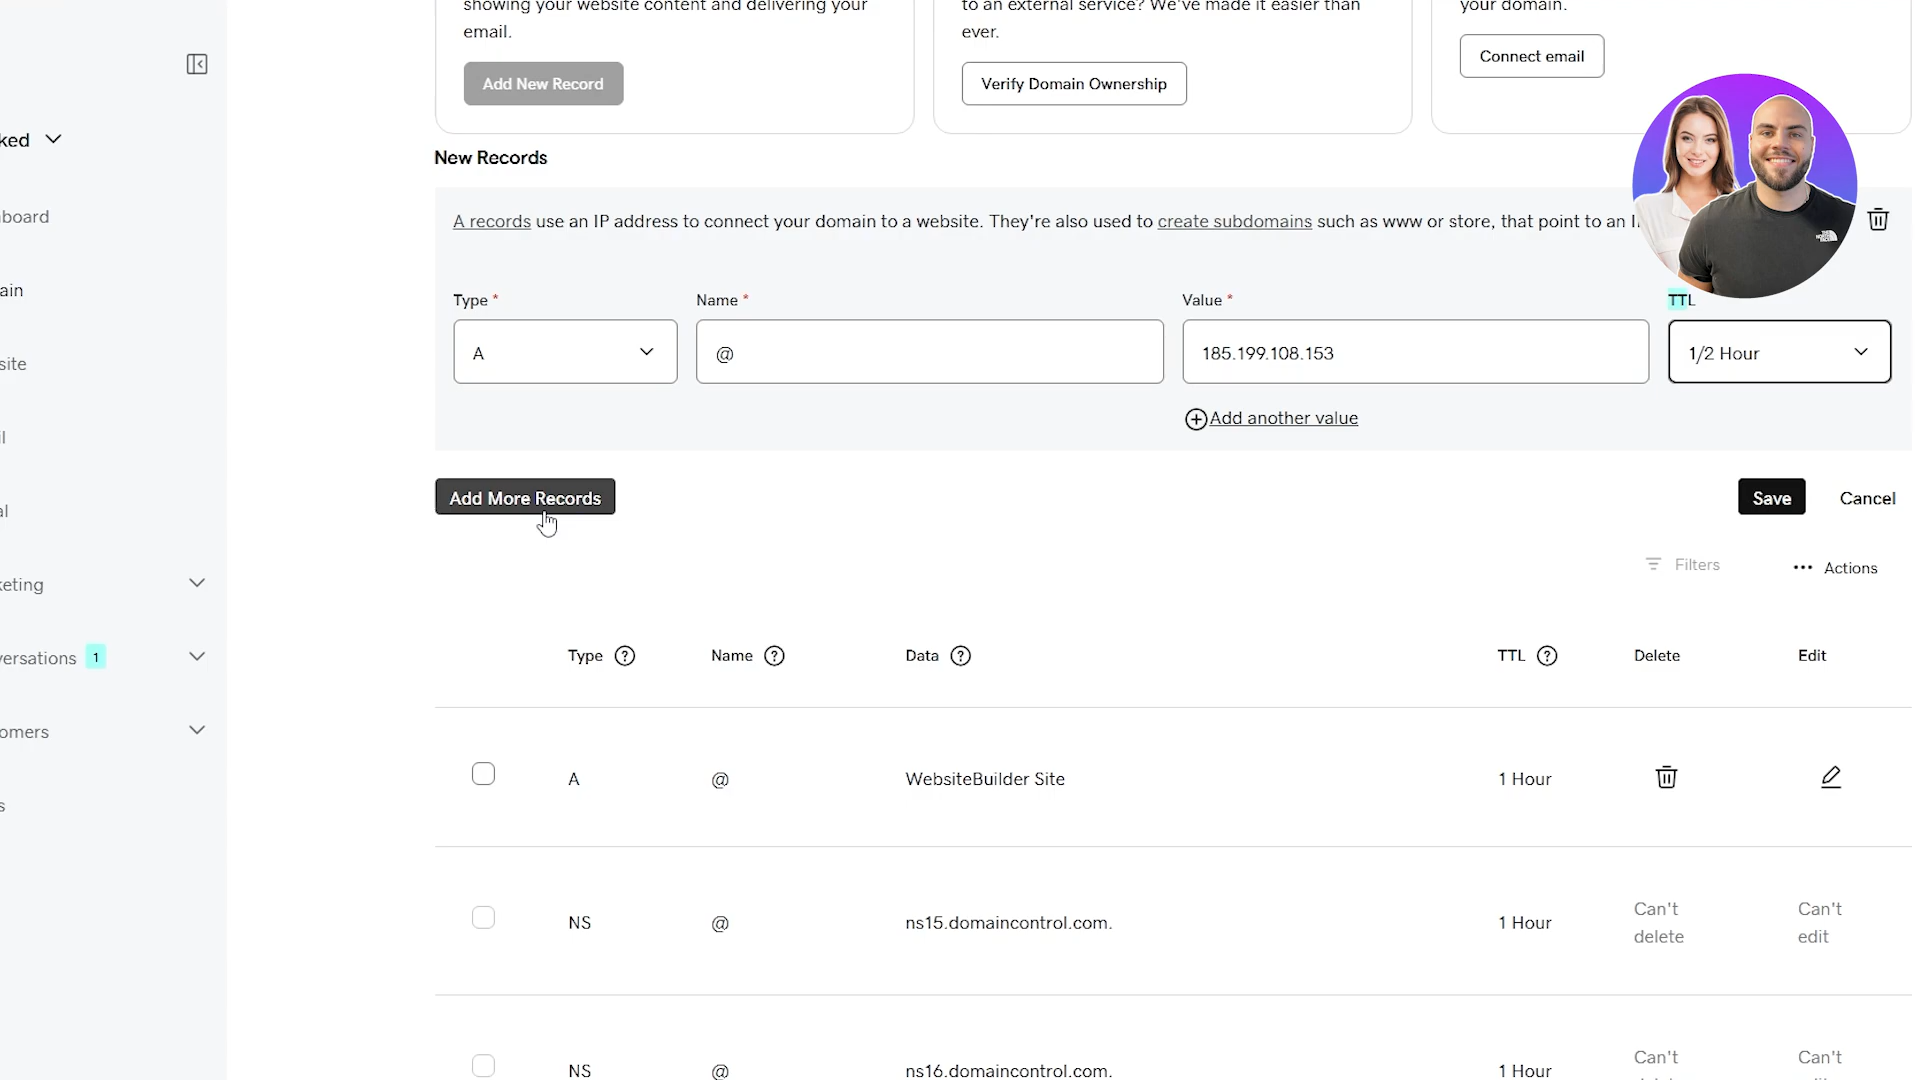 showing your website content and delivering your
email.
Add New Record
to an external service? We've made it easier than
ever.
Verify Domain Ownership
your domain.
Connect email
ked
board
ain
site
il
al
keting
versations 1
omers
s
New Records
A records use an IP address to connect your domain to a website. They're also used to create subdomains such as www or store, that point to an I
Type *
Name *
Value *
TTL
A
@
185.199.108.153
1/2 Hour
Add another value
Add More Records
Save
Cancel
Filters
Actions
Type ?
Name ?
Data ?
TTL ?
Delete
Edit
A
@
WebsiteBuilder Site
1 Hour
NS
@
ns15.domaincontrol.com.
1 Hour
Can't
delete
Can't
edit
NS
@
ns16.domaincontrol.com.
1 Hour
Can't
Can't
THE
NORTH
FACE